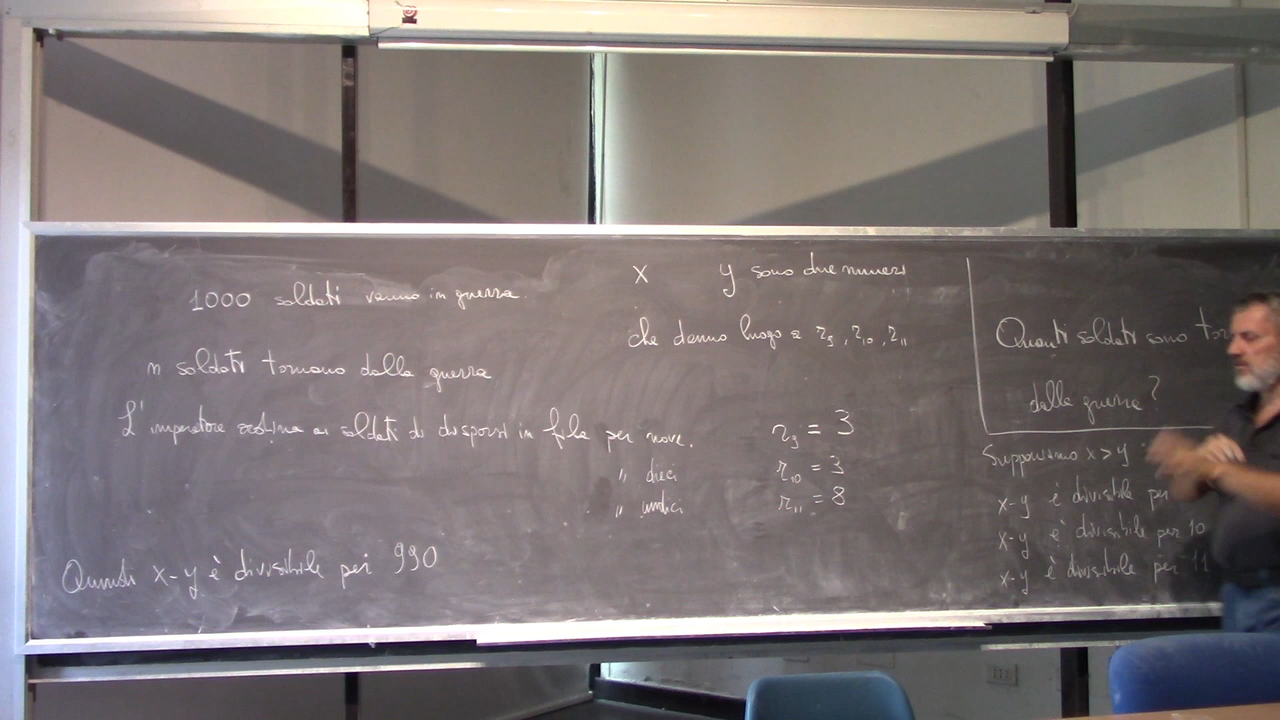 1000 soldati vanno in guerra.
n soldati tornano dalla guerra
L'imperatore ordina ai soldati di disporsi in fila per nove.
" dieci
" undici
r₉ = 3
r₁₀ = 3
r₁₁ = 8
Quindi x-y è divisibile per 990
x y sono due numeri
che danno luogo a r₉, r₁₀, r₁₁
Quanti soldati sono
dalla guerra?
Supponiamo x>y
x-y è divisibile per
x-y è divisibile per 10
x-y è divisibile per 11